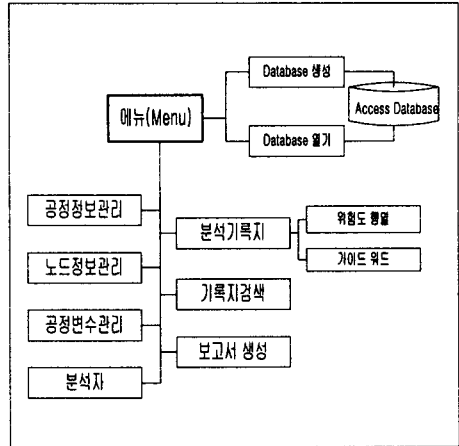 Database 생성
Access Database
메뉴(Menu)
Database 열기
공정정보관리
위험도 행렬
분석기록지
노드정보관리
가이드 워드
기록지검색
공정변수관리
보고서 생성
분석자